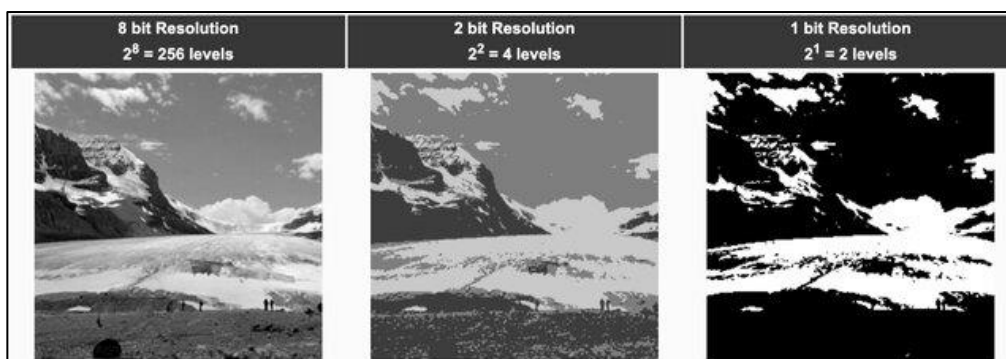 8 bit Resolution
2⁸ = 256 levels
2 bit Resolution
2² = 4 levels
1 bit Resolution
2¹ = 2 levels